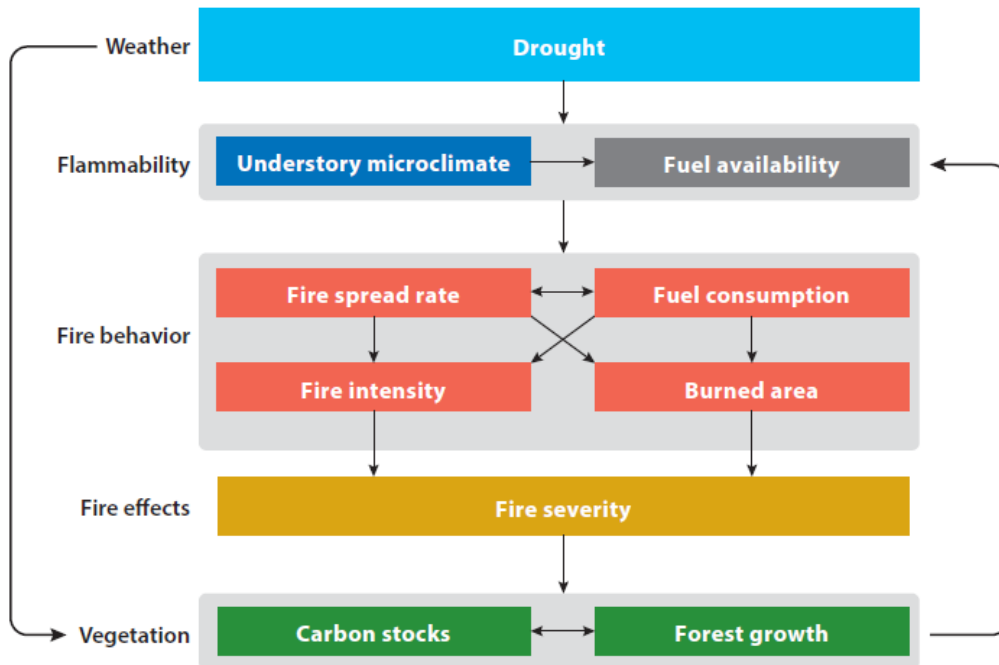 Weather
Drought
Flammability
Understory microclimate
Fuel availability
Fire behavior
Fire spread rate
Fuel consumption
Fire intensity
Burned area
Fire effects
Fire severity
Vegetation
Carbon stocks
Forest growth